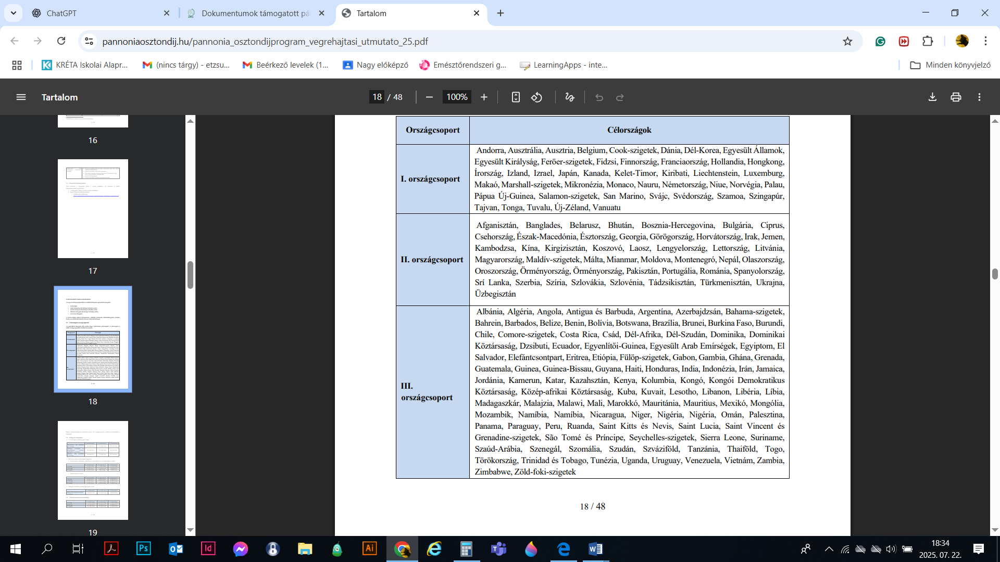 ChatGPT
Dokumentumok támogatott pá
Tartalom
pannoniaosztondij.hu/pannonia_osztondijprogram_vegrehajtasi_utmutato_25.pdf
KRÉTA Iskolai Alapr...
(nincs tárgy) - etzsu...
Beérkező levelek (1...
Nagy előképző
Emésztőrendszeri g...
LearningApps - inte...
Minden könyvjelző
Tartalom
18 / 48
100%
16
17
18
19
Országcsoport
Célországok
I. országcsoport
Andorra, Ausztrália, Ausztria, Belgium, Cook-szigetek, Dánia, Dél-Korea, Egyesült Államok,
Egyesült Királyság, Feröer-szigetek, Fidzsi, Finnország, Franciaország, Hollandia, Hongkong,
Írország, Izland, Izrael, Japán, Kanada, Kelet-Timor, Kiribati, Liechtenstein, Luxemburg,
Makaó, Marshall-szigetek, Mikronézia, Monaco, Nauru, Németország, Niue, Norvégia, Palau,
Pápua Új-Guinea, Salamon-szigetek, San Marino, Svájc, Svédország, Szamoa, Szingapúr,
Tajvan, Tonga, Tuvalu, Új-Zéland, Vanuatu
II. országcsoport
Afganisztán, Banglades, Belarusz, Bhután, Bosznia-Hercegovina, Bulgária, Ciprus,
Csehország, Észak-Macedónia, Észtország, Georgia, Görögország, Horvátország, Irak, Jemen,
Kambodzsa, Kína, Kirgizisztán, Koszovó, Laosz, Lengyelország, Lettország, Litvánia,
Magyarország, Maldív-szigetek, Málta, Mianmar, Moldova, Montenegró, Nepál, Olaszország,
Oroszország, Örményország, Örményország, Pakisztán, Portugália, Románia, Spanyolország,
Srí Lanka, Szerbia, Szíria, Szlovákia, Szlovénia, Tádzsikisztán, Türkmenisztán, Ukrajna,
Üzbegisztán
III.
országcsoport
Albánia, Algéria, Angola, Antigua és Barbuda, Argentína, Azerbajdzsán, Bahama-szigetek,
Bahrein, Barbados, Belize, Benin, Bolívia, Botswana, Brazília, Brunei, Burkina Faso, Burundi,
Chile, Comore-szigetek, Costa Rica, Csád, Dél-Afrika, Dél-Szudán, Dominika, Dominikai
Köztársaság, Dzsibuti, Ecuador, Egyenlítői-Guinea, Egyesült Arab Emírségek, Egyiptom, El
Salvador, Elefántcsontpart, Eritrea, Etiópia, Fülöp-szigetek, Gabon, Gambia, Ghána, Grenada,
Guatemala, Guinea, Guinea-Bissau, Guyana, Haiti, Honduras, India, Indonézia, Irán, Jamaica,
Jordánia, Kamerun, Katar, Kazahsztán, Kenya, Kolumbia, Kongó, Kongói Demokratikus
Köztársaság, Közép-afrikai Köztársaság, Kuba, Kuvait, Lesotho, Libanon, Libéria, Líbia,
Madagaszkár, Malajzia, Malawi, Mali, Marokkó, Mauritánia, Mauritius, Mexikó, Mongólia,
Mozambik, Namíbia, Namíbia, Nicaragua, Niger, Nigéria, Nigéria, Omán, Palesztina,
Panama, Paraguay, Peru, Ruanda, Saint Kitts és Nevis, Saint Lucia, Saint Vincent és
Grenadine-szigetek, São Tomé és Príncipe, Seychelles-szigetek, Sierra Leone, Suriname,
Szaúd-Arábia, Szenegál, Szomália, Szudán, Szváziföld, Tanzánia, Thaiföld, Togo,
Törökország, Trinidad és Tobago, Tunézia, Uganda, Uruguay, Venezuela, Vietnám, Zambia,
Zimbabwe, Zöld-foki-szigetek
18 / 48
18:34
2025. 07. 22.